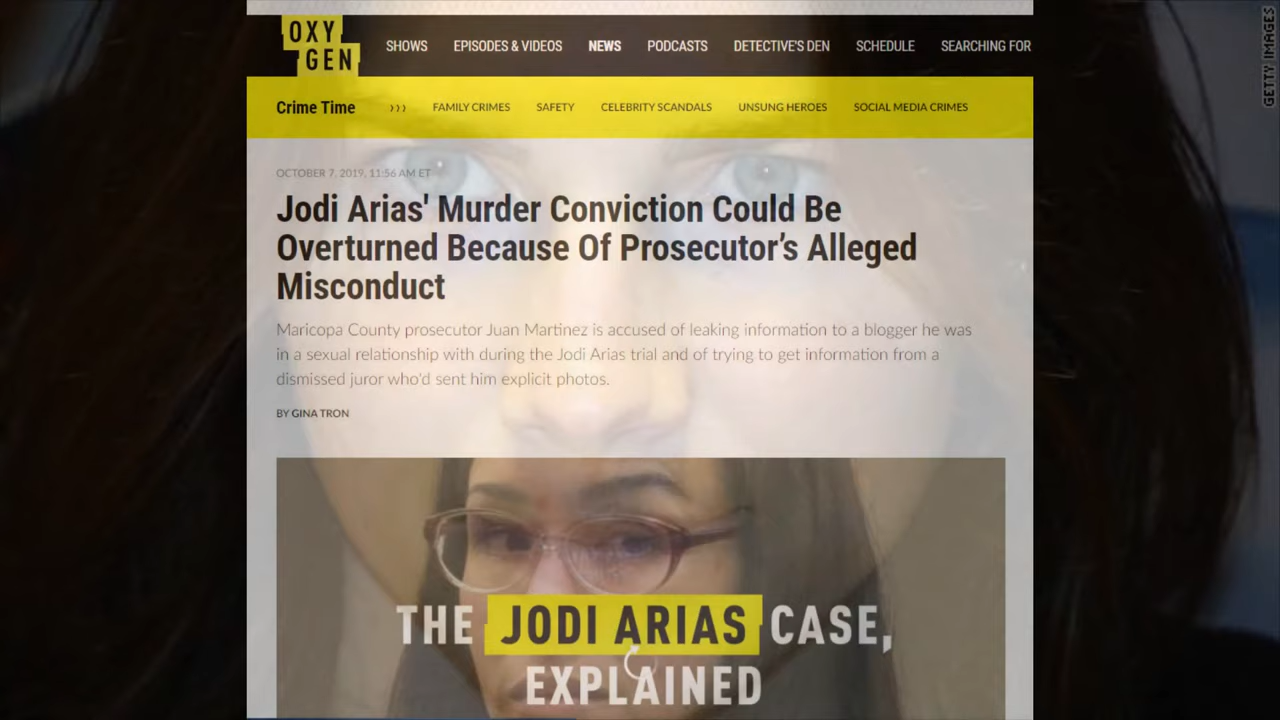 OXY
GEN
SHOWS EPISODES & VIDEOS NEWS PODCASTS DETECTIVE'S DEN SCHEDULE SEARCHING FOR
GETTY IMAGES
Crime Time ››› FAMILY CRIMES SAFETY CELEBRITY SCANDALS UNSUNG HEROES SOCIAL MEDIA CRIMES
OCTOBER 7, 2019, 11:56 AM ET
Jodi Arias' Murder Conviction Could Be
Overturned Because Of Prosecutor’s Alleged
Misconduct
Maricopa County prosecutor Juan Martinez is accused of leaking information to a blogger he was
in a sexual relationship with during the Jodi Arias trial and of trying to get information from a
dismissed juror who'd sent him explicit photos.
BY GINA TRON
THE JODI ARIAS CASE,
EXPLAINED